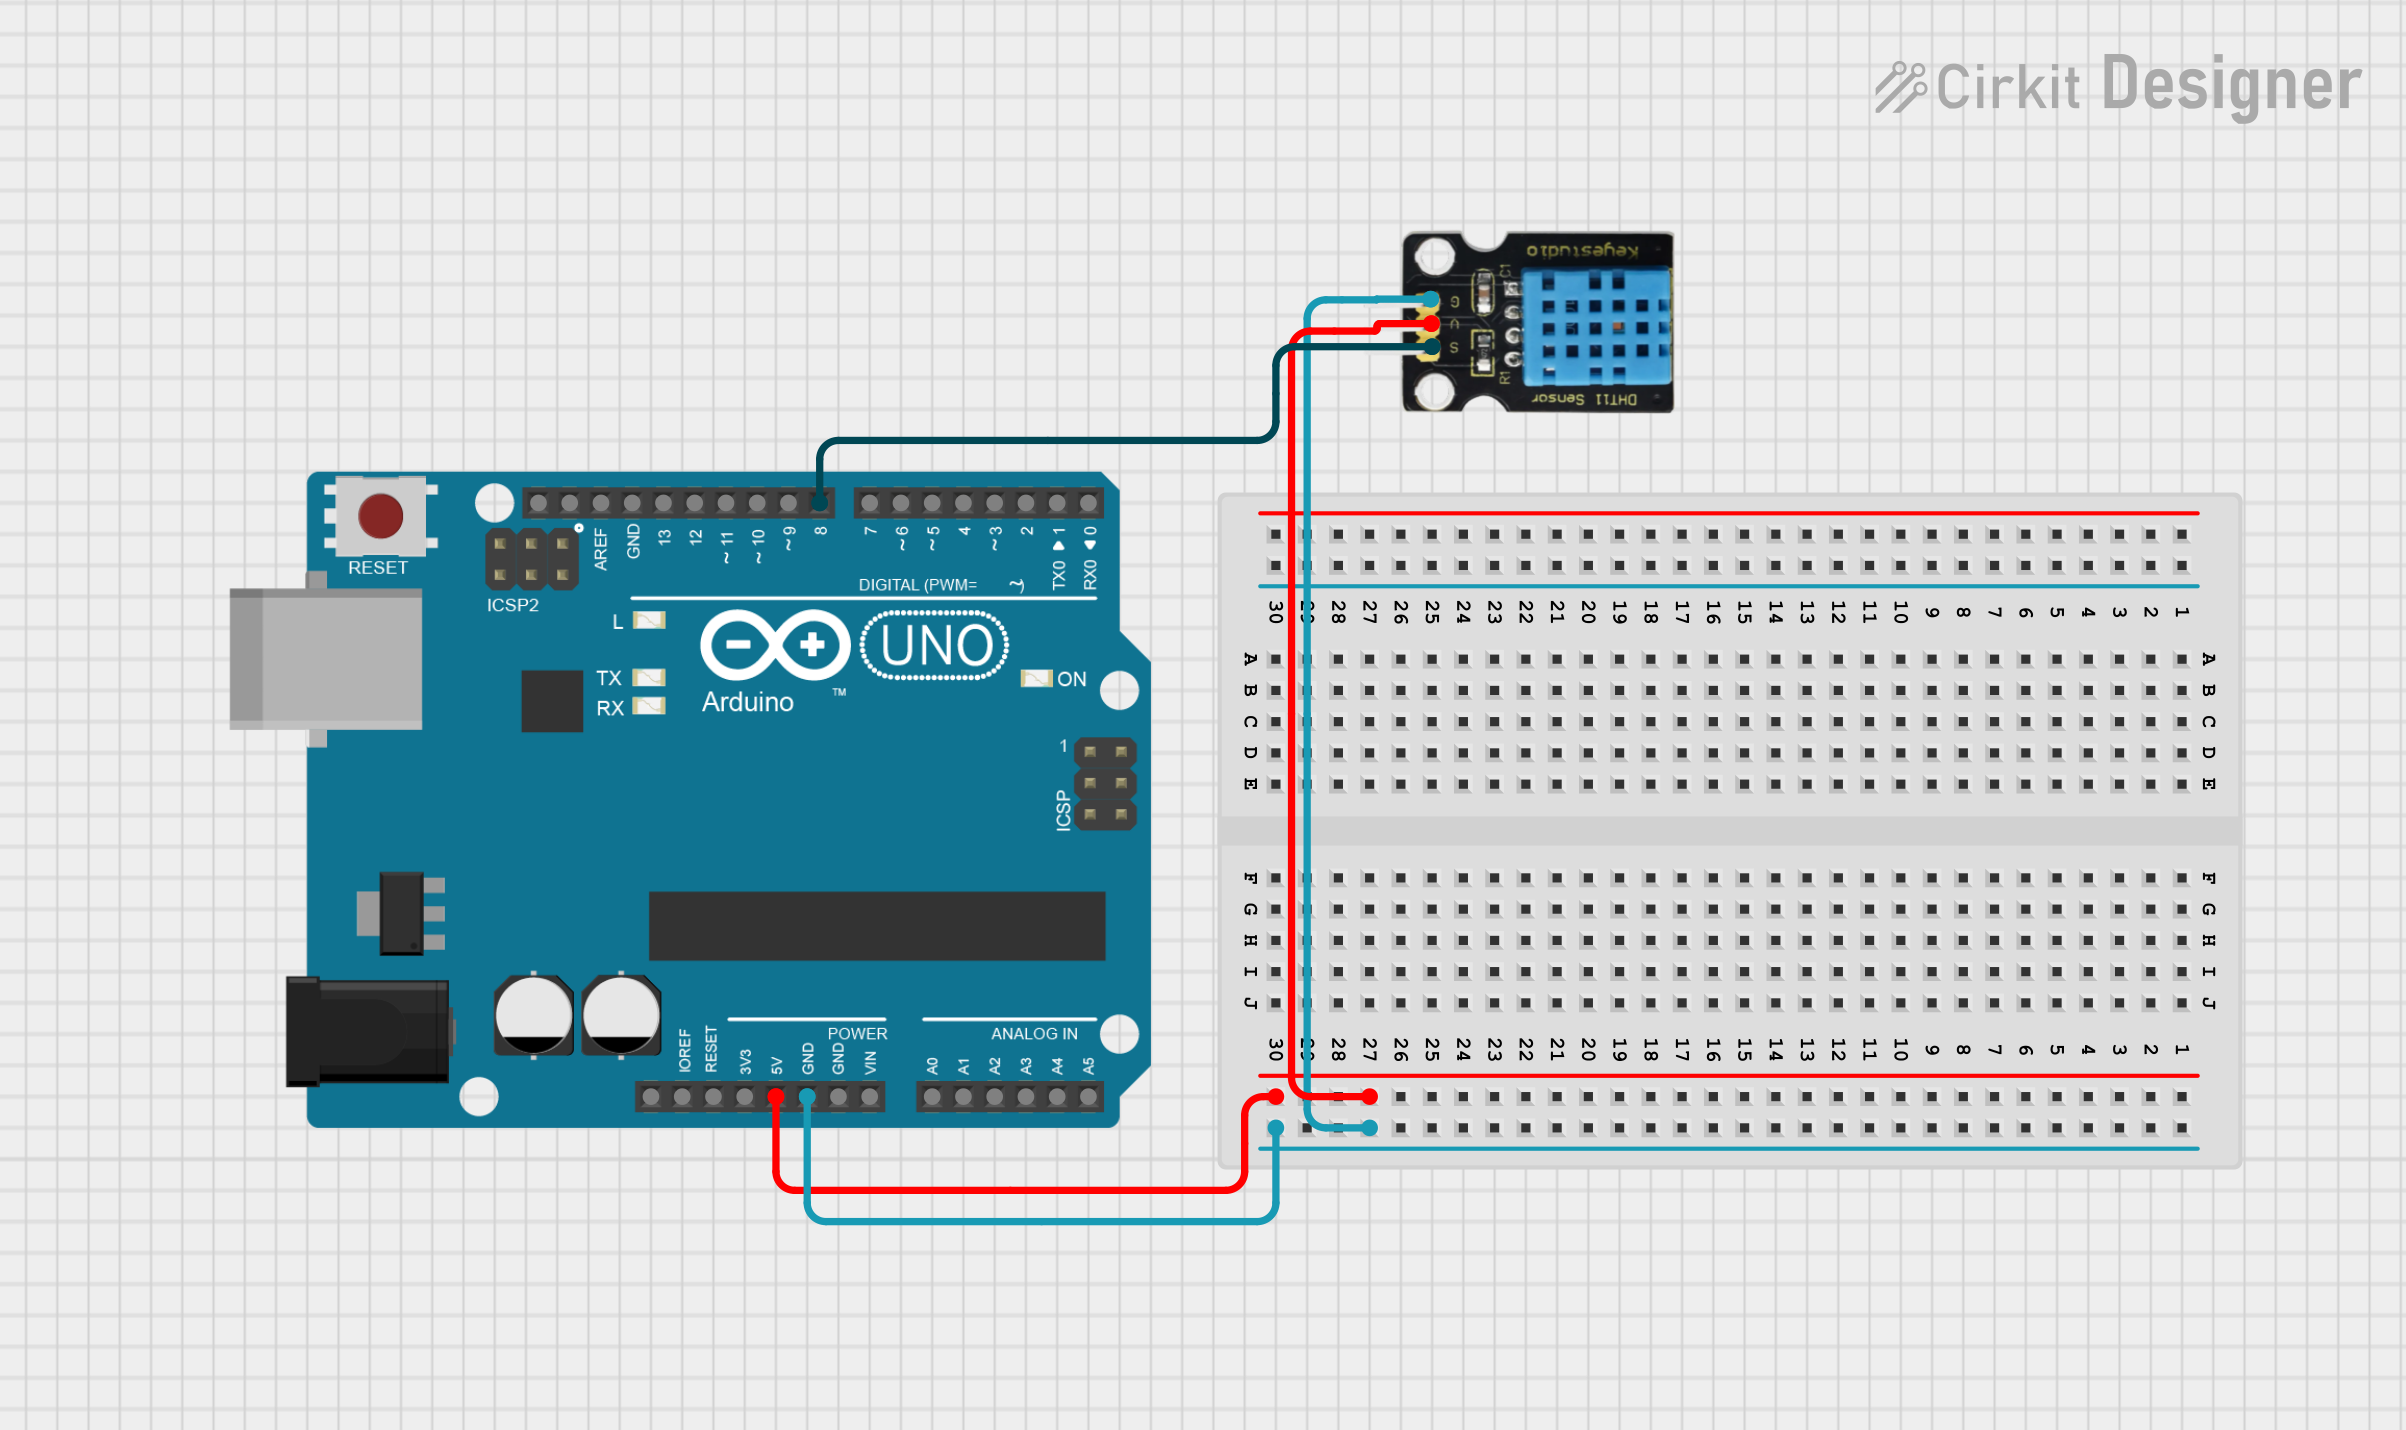 Cirkit Designer
Keyestudio
G
V
S
C1
R1
DHT11 Sensor
RESET
ICSP2
AREF
GND
13
12
~11
~10
~9
8
7
~6
~5
4
~3
2
TX0 ▶ 1
RX0 ◀ 0
DIGITAL (PWM= ~)
L
TX
RX
Arduino
™
UNO
ON
1
ICSP
POWER
ANALOG IN
IOREF
RESET
3V3
5V
GND
GND
VIN
A0
A1
A2
A3
A4
A5
30 29 28 27 26 25 24 23 22 21 20 19 18 17 16 15 14 13 12 11 10 9 8 7 6 5 4 3 2 1
A A
B B
C C
D D
E E
F F
G G
H H
I I
J J
30 29 28 27 26 25 24 23 22 21 20 19 18 17 16 15 14 13 12 11 10 9 8 7 6 5 4 3 2 1